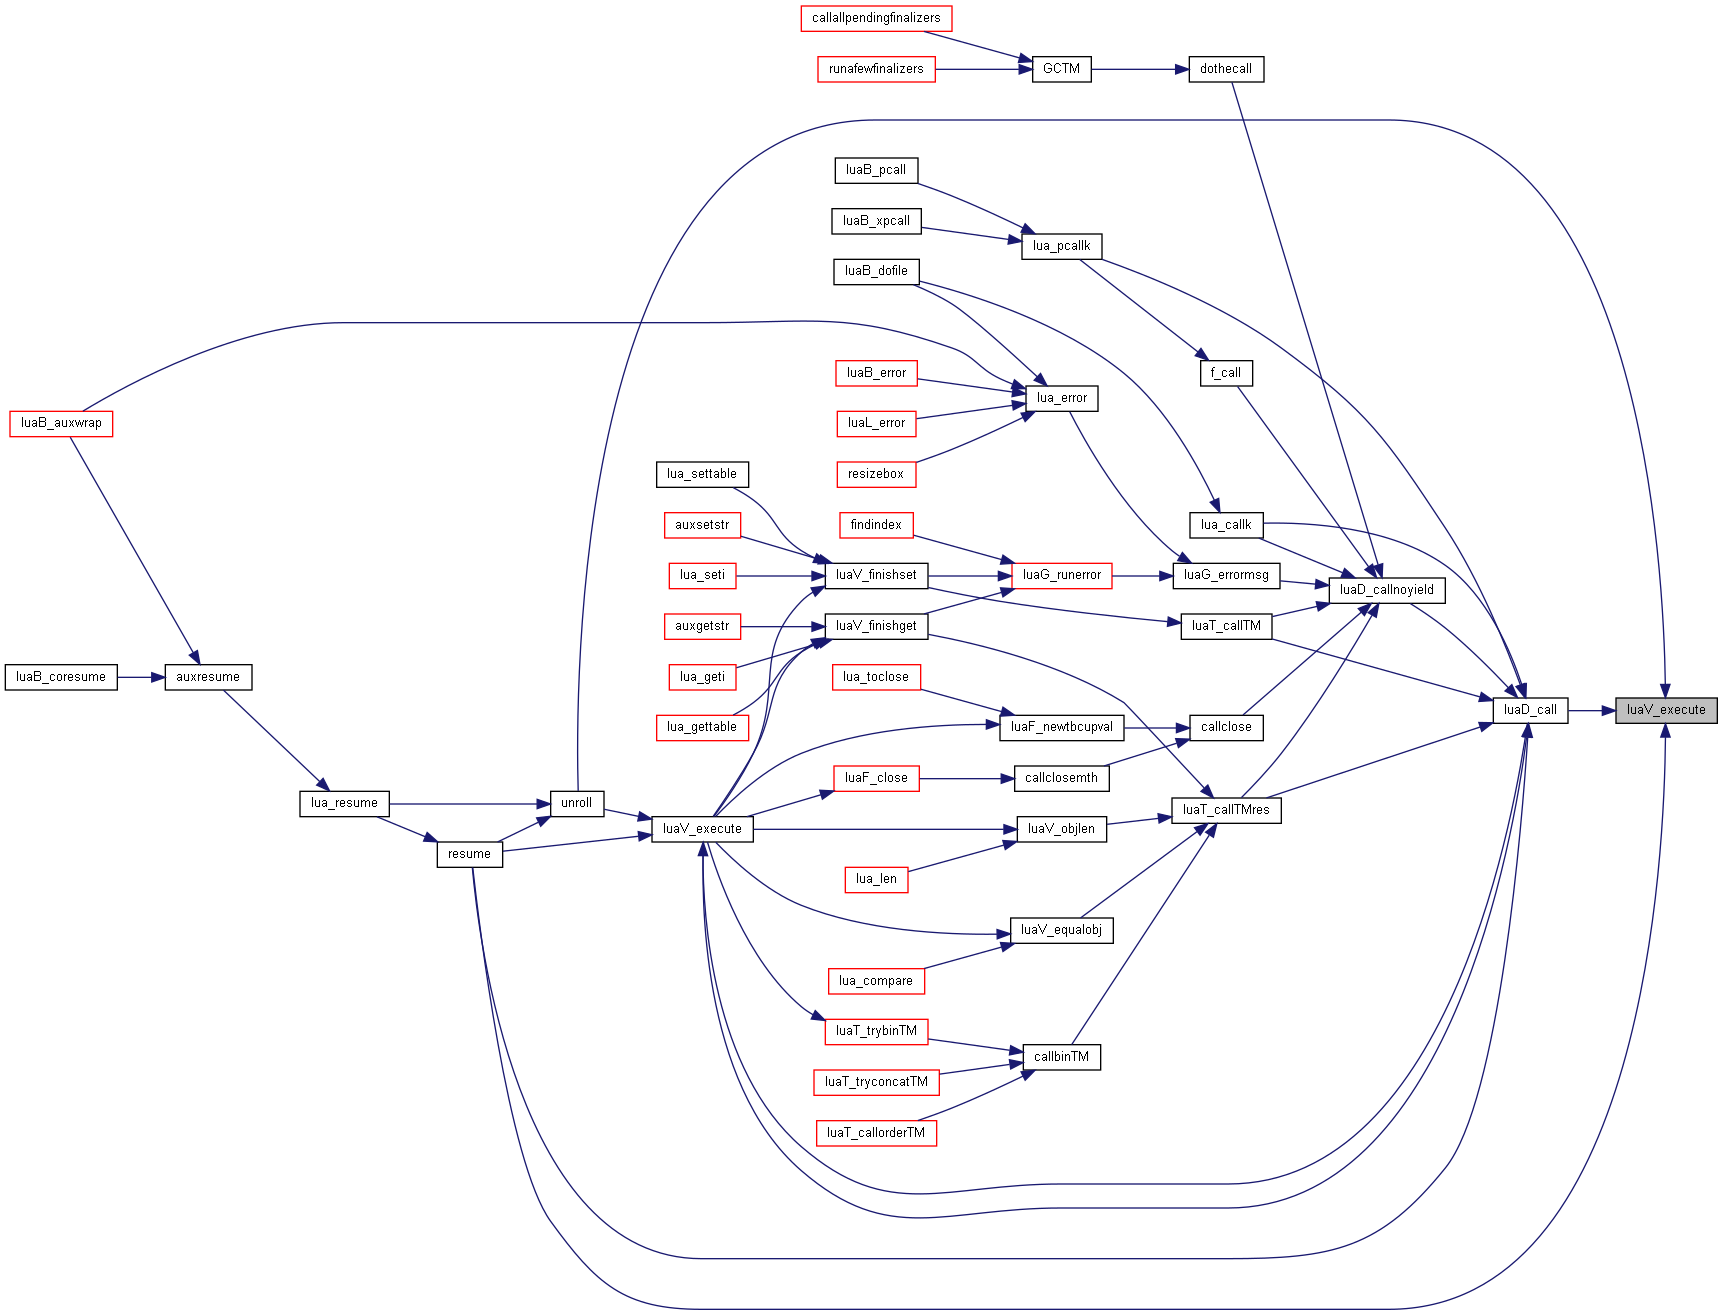 callallpendingfinalizers
runafewfinalizers
GCTM
dothecall
luaB_pcall
luaB_xpcall
lua_pcallk
luaB_dofile
luaB_error
f_call
lua_error
luaB_auxwrap
luaL_error
lua_settable
resizebox
auxsetstr
findindex
lua_callk
lua_seti
luaV_finishset
luaG_runerror
luaG_errormsg
luaD_callnoyield
auxgetstr
luaV_finishget
luaT_callTM
luaB_coresume
auxresume
lua_geti
lua_toclose
lua_gettable
luaF_newtbcupval
callclose
luaD_call
luaV_execute
luaF_close
callclosemth
lua_resume
unroll
luaT_callTMres
luaV_execute
luaV_objlen
resume
lua_len
luaV_equalobj
lua_compare
luaT_trybinTM
callbinTM
luaT_tryconcatTM
luaT_callorderTM